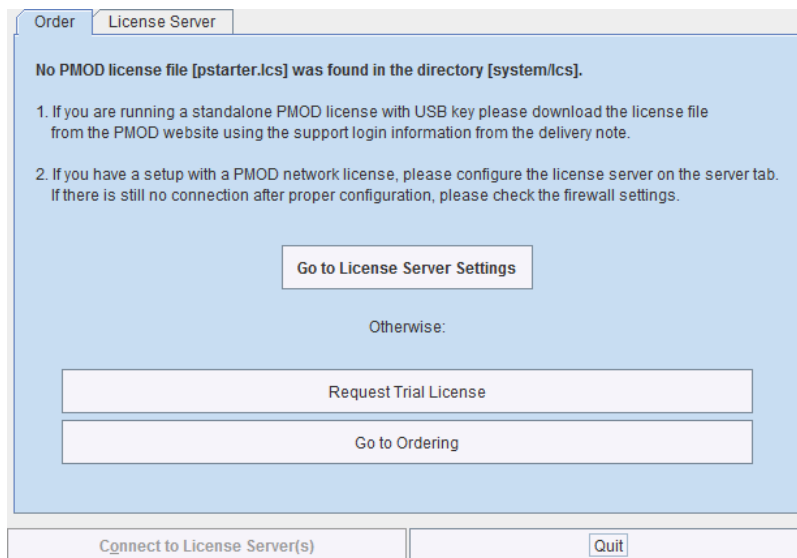 Order
License Server
No PMOD license file [pstarter.lcs] was found in the directory [system/lcs].
1. If you are running a standalone PMOD license with USB key please download the license file
from the PMOD website using the support login information from the delivery note.
2. If you have a setup with a PMOD network license, please configure the license server on the server tab.
If there is still no connection after proper configuration, please check the firewall settings.
Go to License Server Settings
Otherwise:
Request Trial License
Go to Ordering
Connect to License Server(s)
Quit